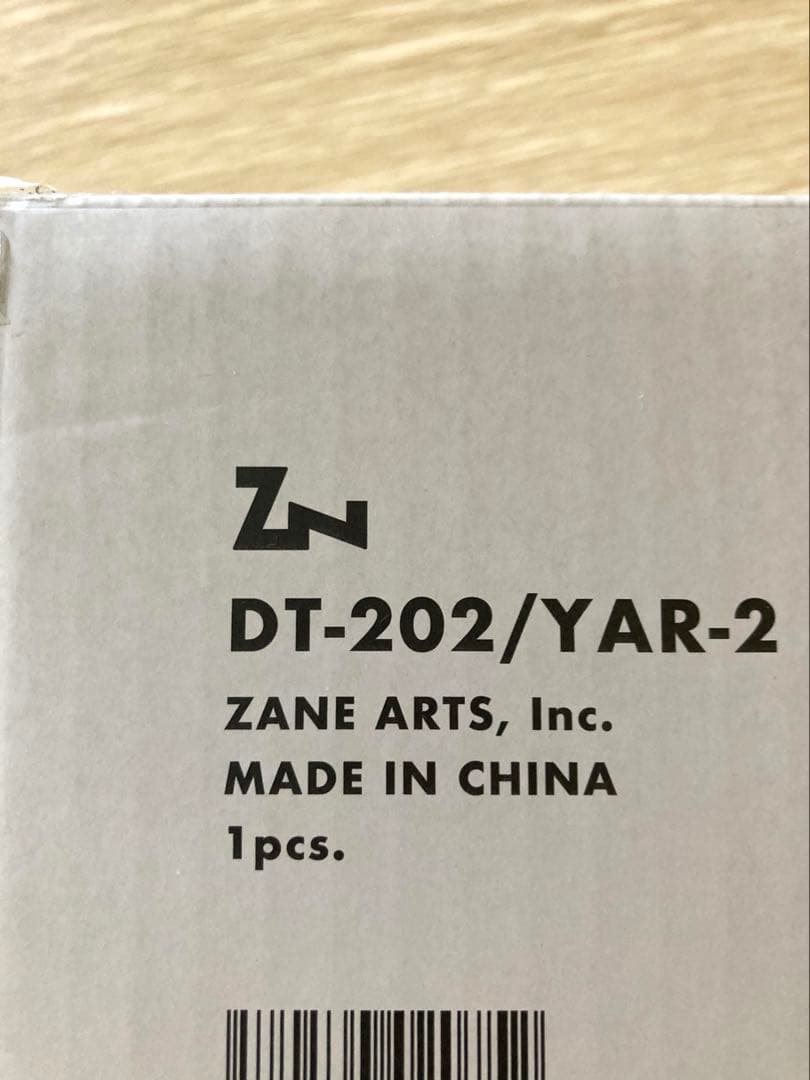 ZN
DT-202/YAR-2
ZANE ARTS, Inc.
MADE IN CHINA
1pcs.